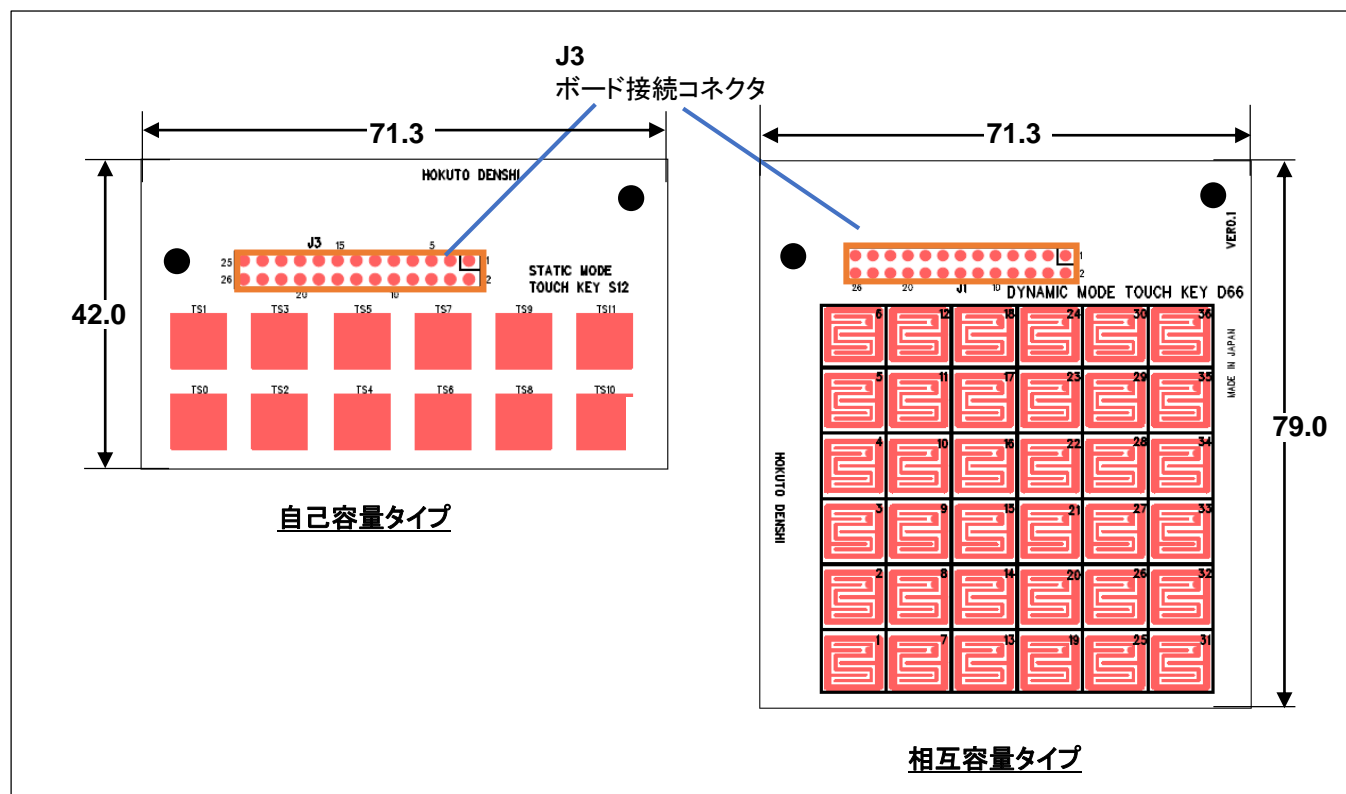 J3
ボード接続コネクタ
71.3
71.3
42.0
79.0
HOKUTO DENSHI
J3
15
5
25
1
26
2
20
10
STATIC MODE
TOUCH KEY S12
TS1
TS3
TS5
TS7
TS9
TS11
TS0
TS2
TS4
TS6
TS8
TS10
自己容量タイプ
VER0.1
1
2
26
20
J1
10
DYNAMIC MODE TOUCH KEY D66
MADE IN JAPAN
HOKUTO DENSHI
6 12 18 24 30 36
5 11 17 23 29 35
4 10 16 22 28 34
3 9 15 21 27 33
2 8 14 20 26 32
1 7 13 19 25 31
相互容量タイプ